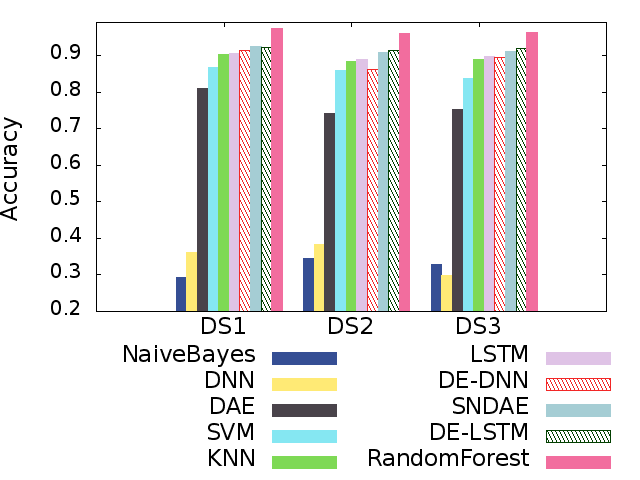 Accuracy
0.9
0.8
0.7
0.6
0.5
0.4
0.3
0.2
DS1 DS2 DS3
NaiveBayes LSTM
DNN DE-DNN
DAE SNDAE
SVM DE-LSTM
KNN RandomForest